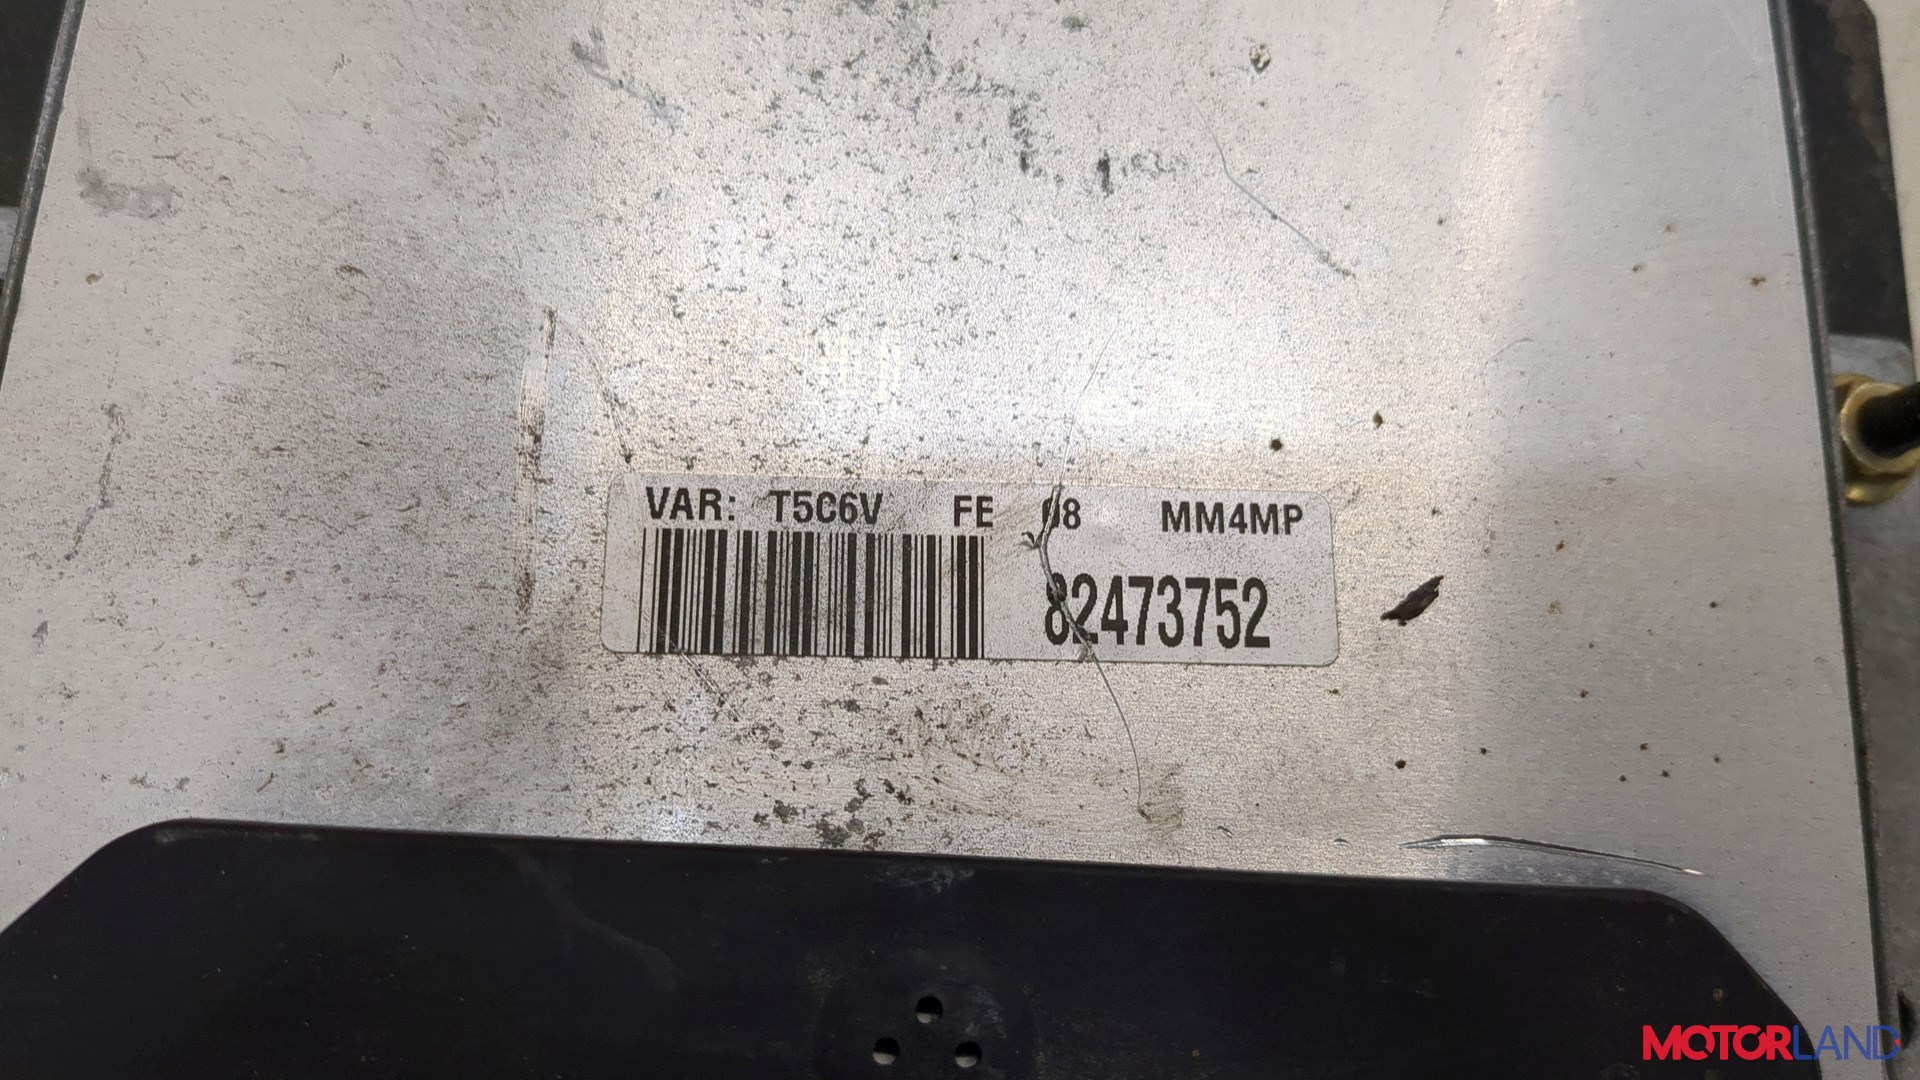 VAR: T5C6V FE 08 MM4MP
82473752
MOTORLAND